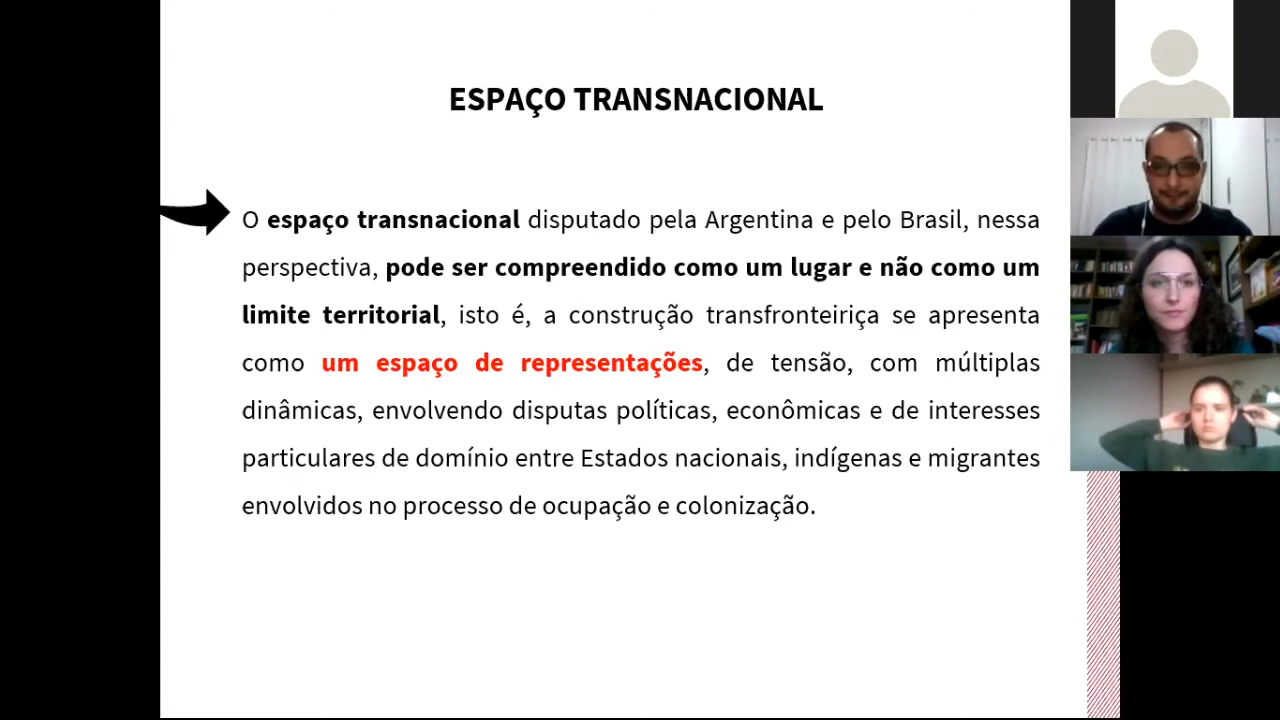 ESPAÇO TRANSNACIONAL
O espaço transnacional disputado pela Argentina e pelo Brasil, nessa
perspectiva, pode ser compreendido como um lugar e não como um
limite territorial, isto é, a construção transfronteiriça se apresenta
como um espaço de representações, de tensão, com múltiplas
dinâmicas, envolvendo disputas políticas, econômicas e de interesses
particulares de domínio entre Estados nacionais, indígenas e migrantes
envolvidos no processo de ocupação e colonização.